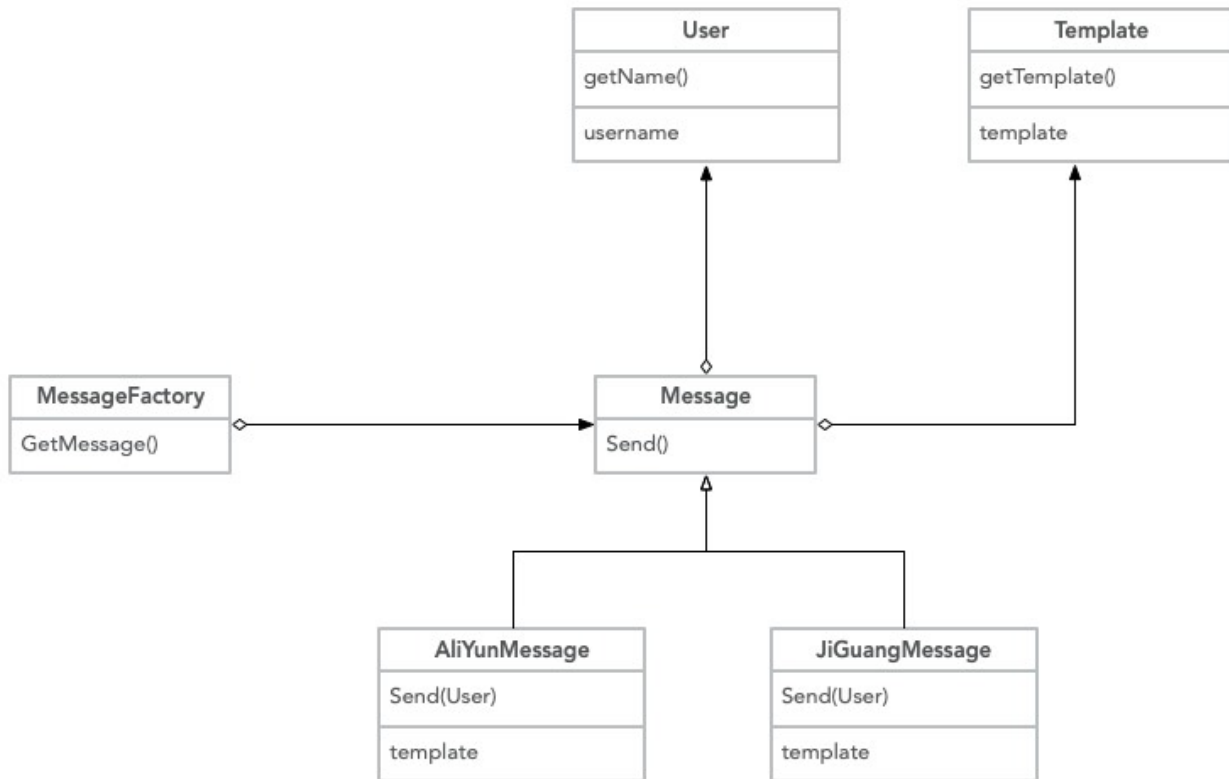 User
getName()
username
Template
getTemplate()
template
MessageFactory
GetMessage()
Message
Send()
AliYunMessage
Send(User)
template
JiGuangMessage
Send(User)
template